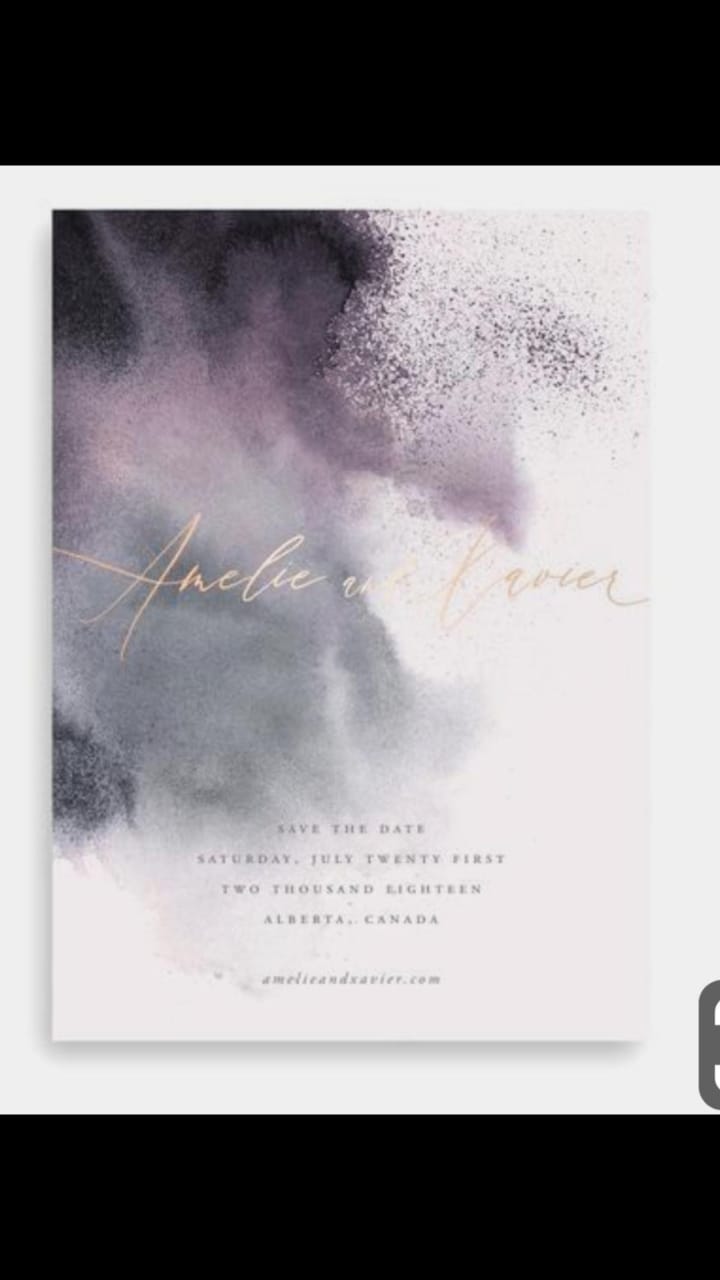 Amelie and Xavier
SAVE THE DATE
SATURDAY, JULY TWENTY FIRST
TWO THOUSAND EIGHTEEN
ALBERTA, CANADA
amelieandxavier.com